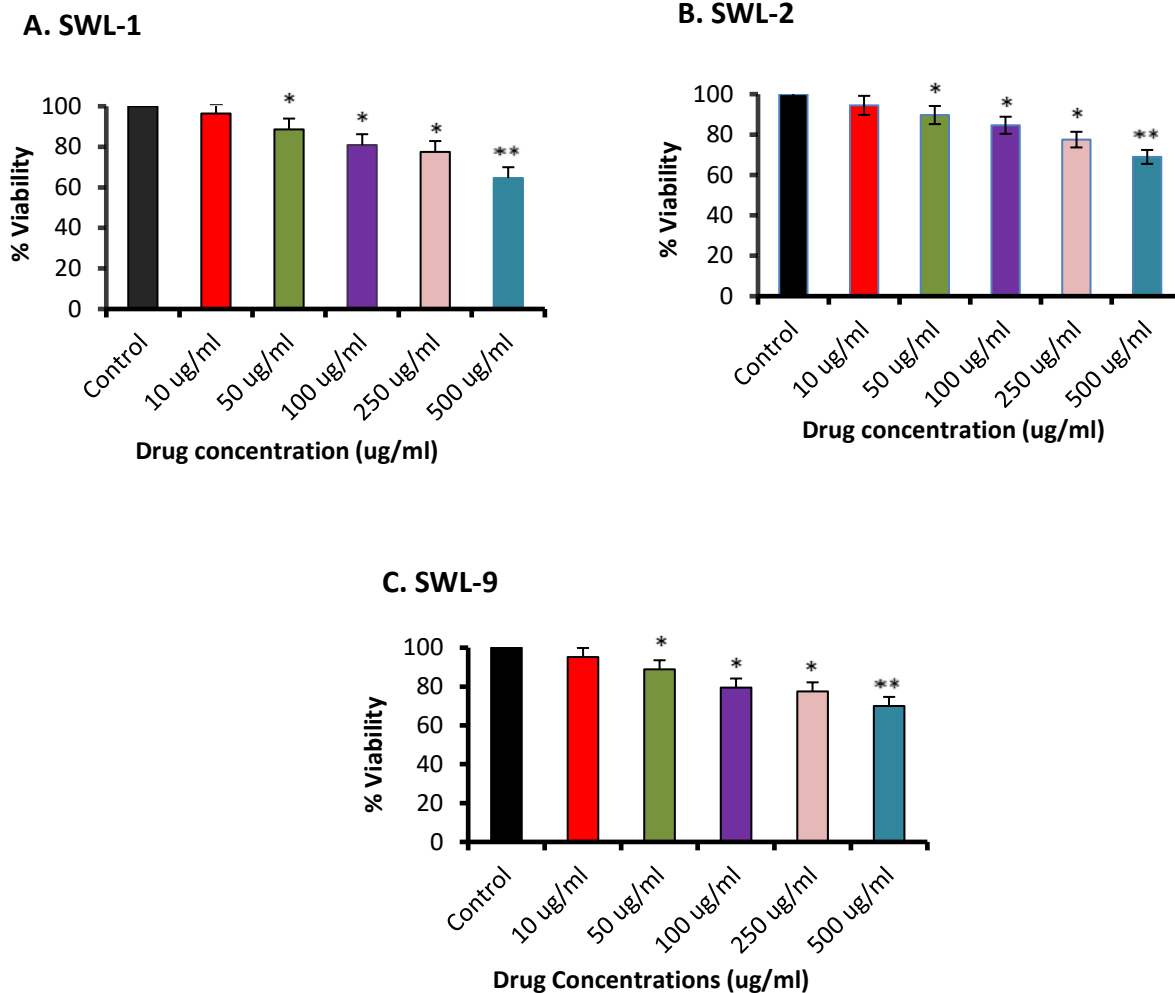 A. SWL-1
*
*
*
**
100
80
60
40
20
0
% Viability
Control
10 ug/ml
50 ug/ml
100 ug/ml
250 ug/ml
500 ug/ml
Drug concentration (ug/ml)
B. SWL-2
*
*
*
**
100
80
60
40
20
0
% Viability
Control
10 ug/ml
50 ug/ml
100 ug/ml
250 ug/ml
500 ug/ml
Drug concentration (ug/ml)
C. SWL-9
*
*
*
**
100
80
60
40
20
0
% Viability
Control
10 ug/ml
50 ug/ml
100 ug/ml
250 ug/ml
500 ug/ml
Drug Concentrations (ug/ml)